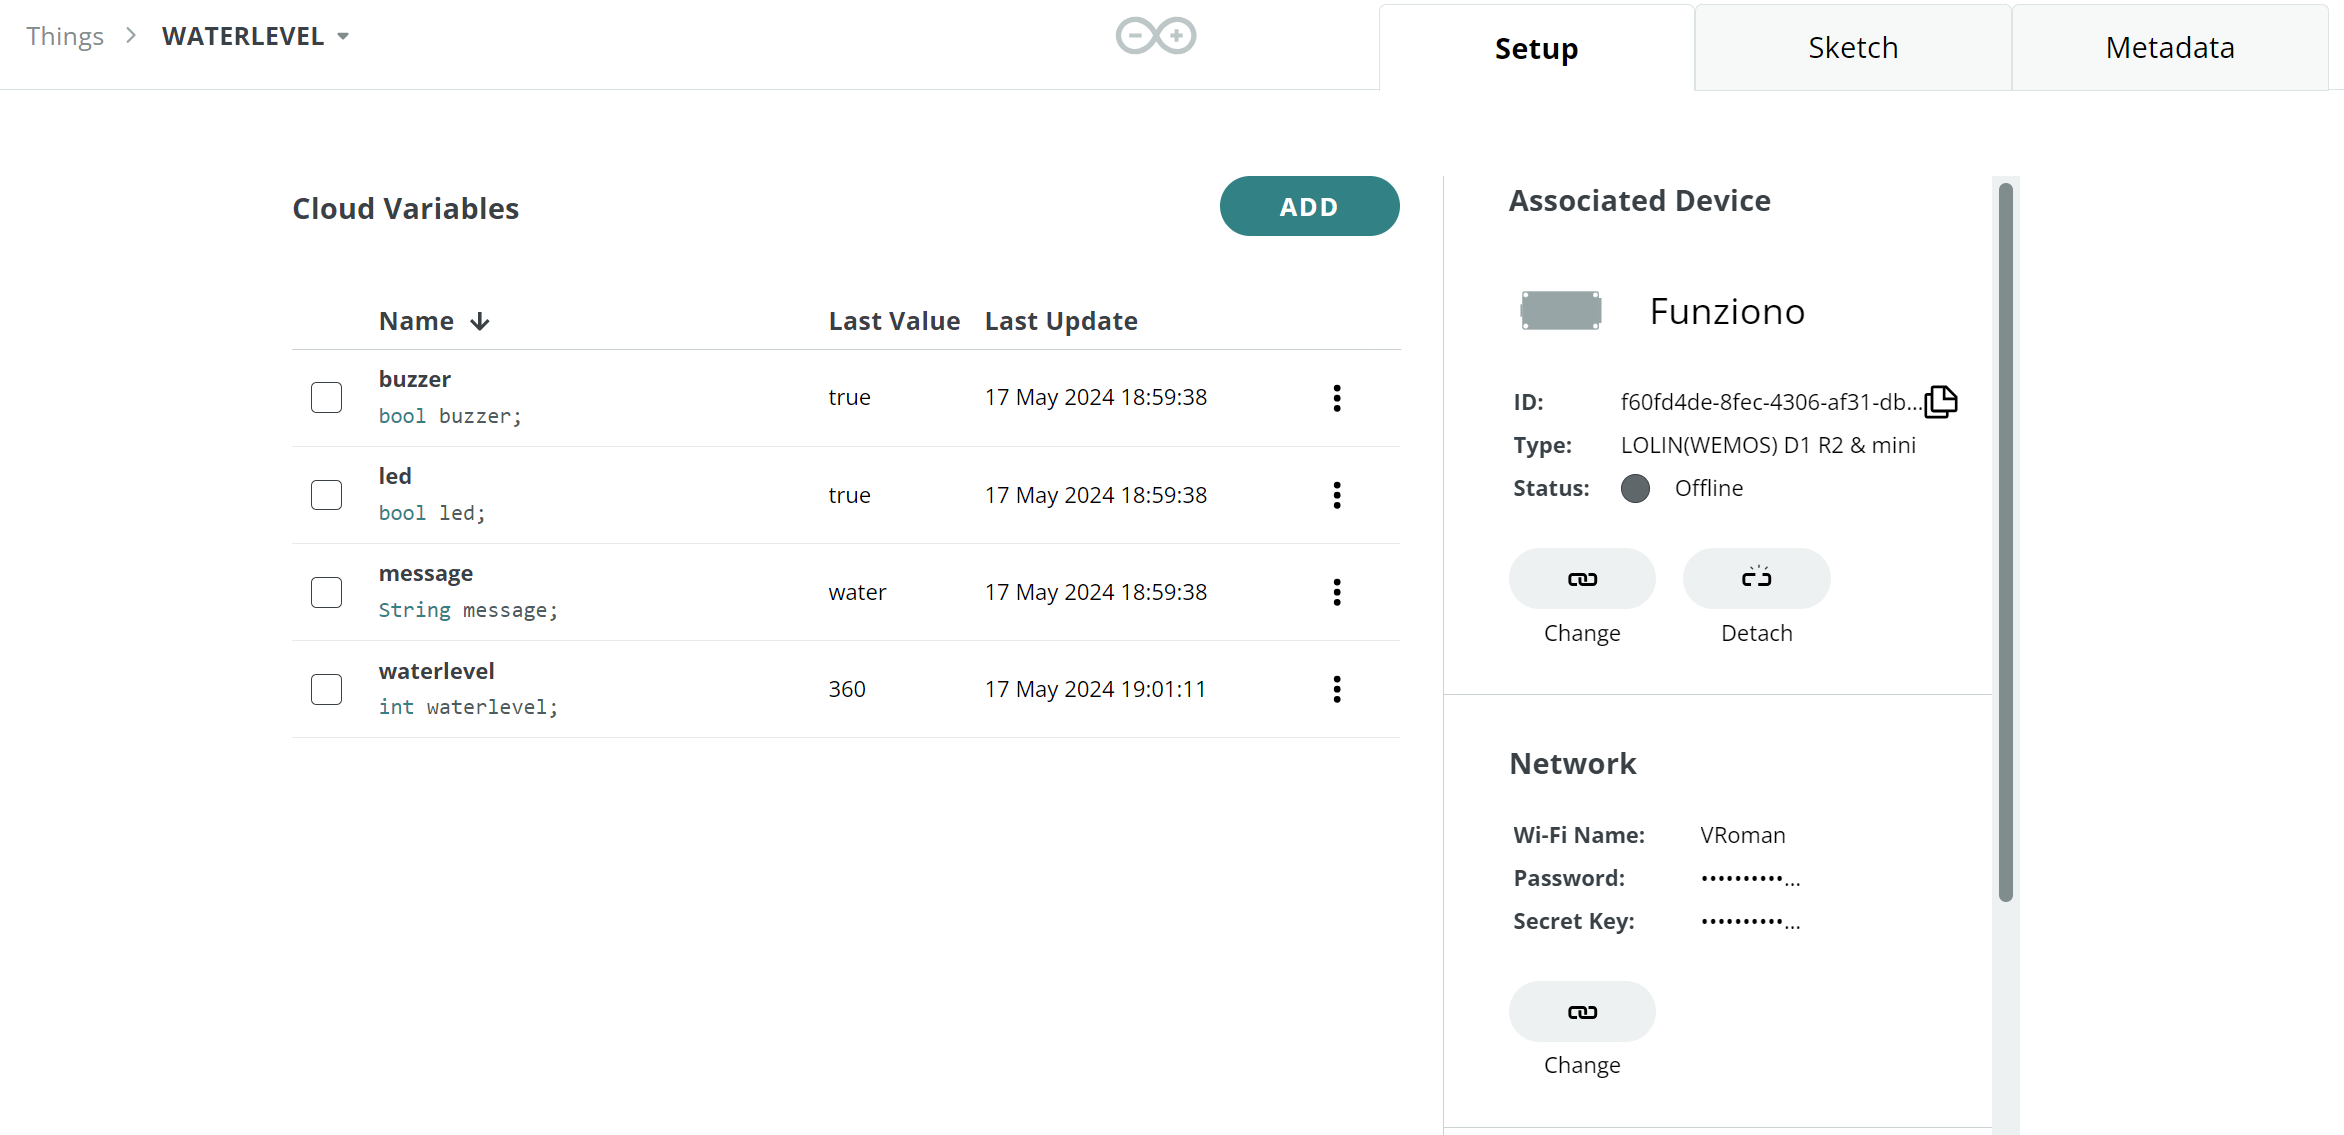 Things > WATERLEVEL
Setup
Sketch
Metadata
Cloud Variables
ADD
Name Last Value Last Update
buzzer
bool buzzer;
true
17 May 2024 18:59:38
led
bool led;
true
17 May 2024 18:59:38
message
String message;
water
17 May 2024 18:59:38
waterlevel
int waterlevel;
360
17 May 2024 19:01:11
Associated Device
Funziono
ID: f60fd4de-8fec-4306-af31-db...
Type: LOLIN(WEMOS) D1 R2 & mini
Status: Offline
Change Detach
Network
Wi-Fi Name: VRoman
Password: ••••••••••...
Secret Key: ••••••••••...
Change